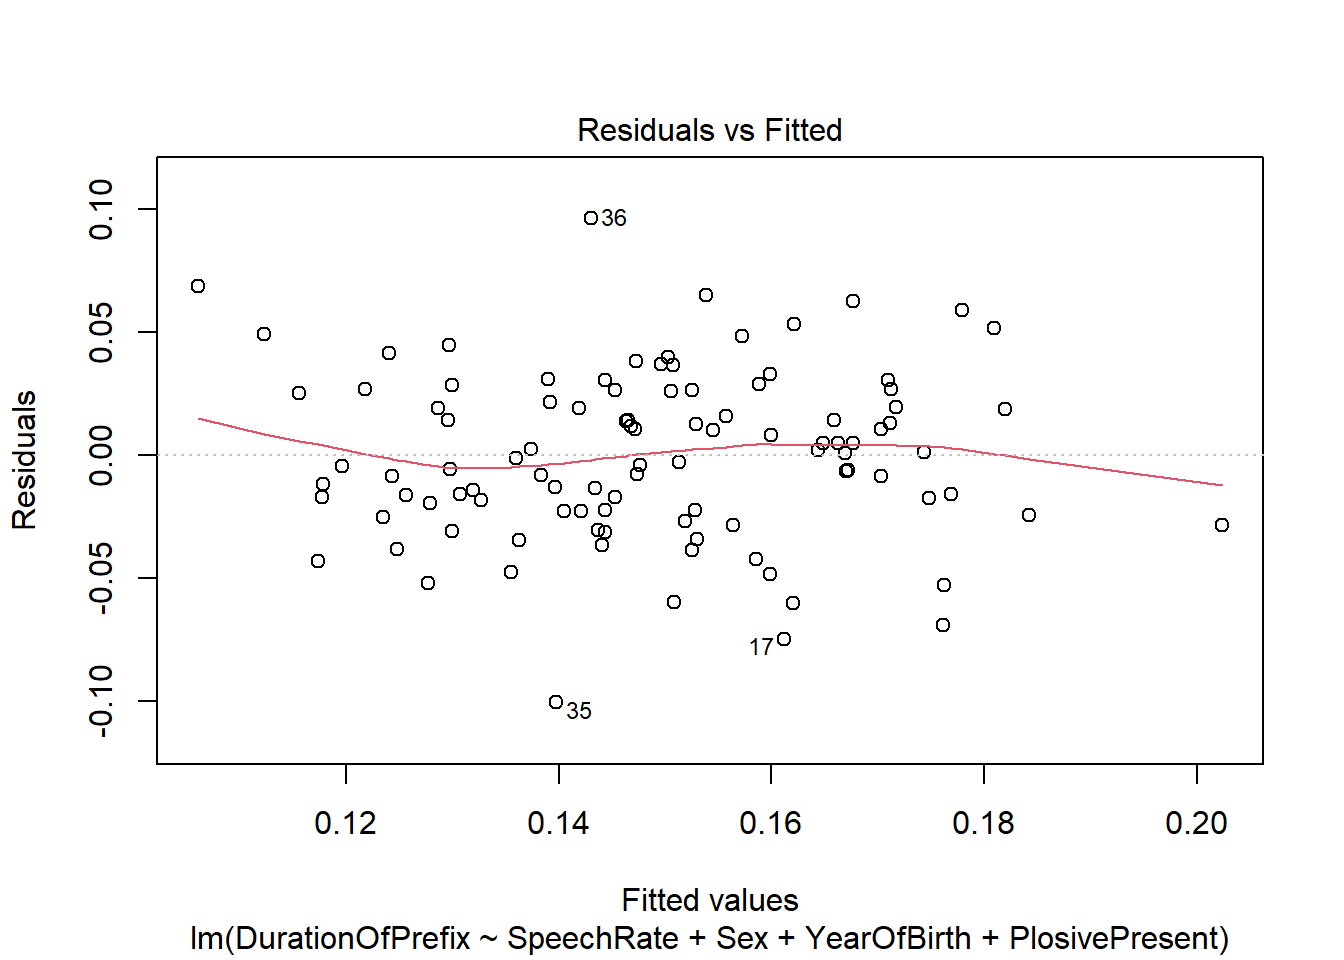 Residuals vs Fitted
Residuals
0.10
0.05
0.00
-0.05
-0.10
36
17
35
0.12 0.14 0.16 0.18 0.20
Fitted values
lm(DurationOfPrefix ~ SpeechRate + Sex + YearOfBirth + PlosivePresent)